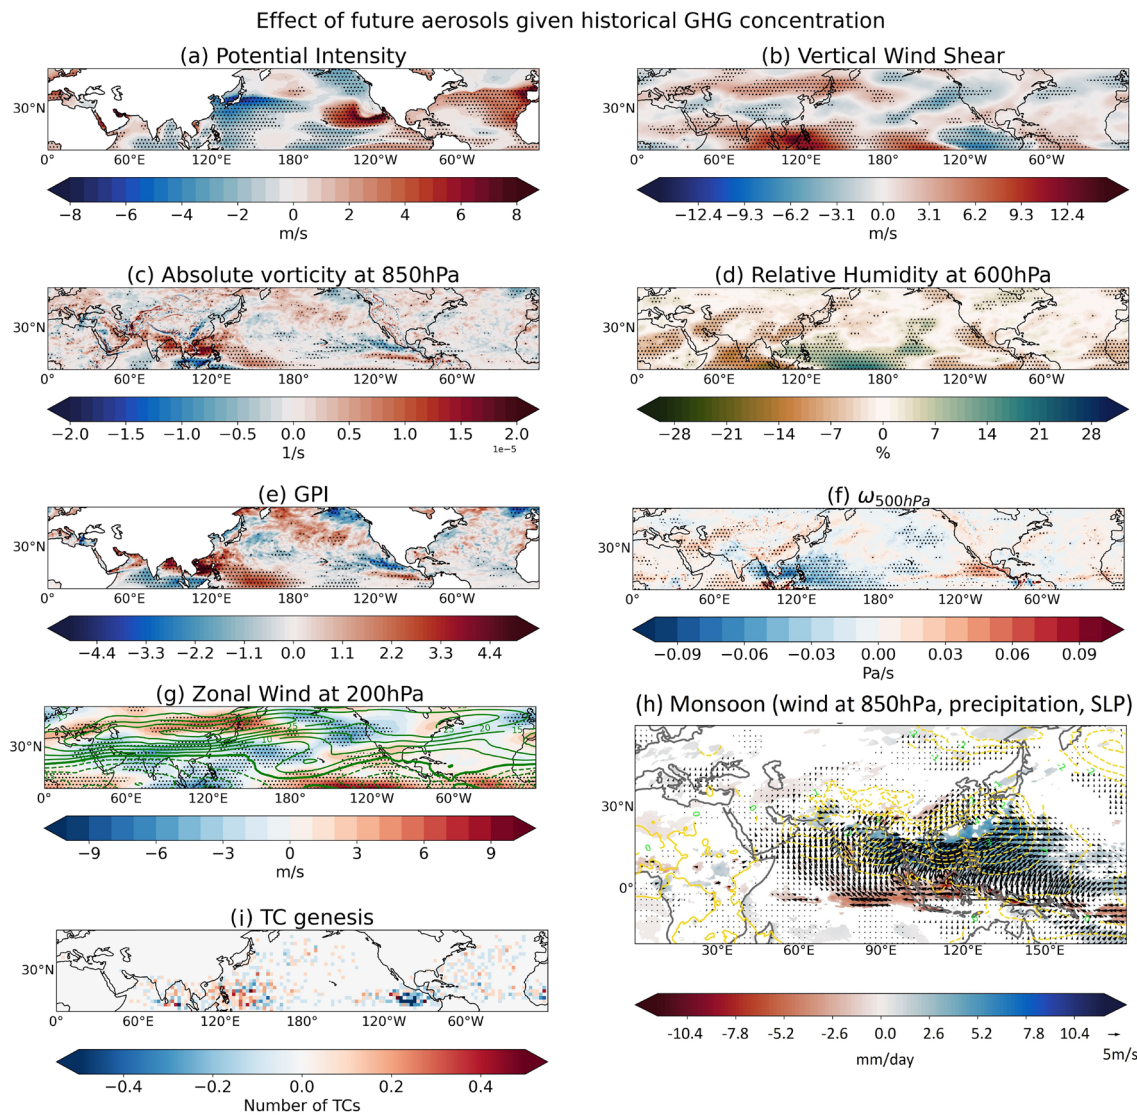 Effect of future aerosols given historical GHG concentration
(a) Potential Intensity
30°N
0° 60°E 120°E 180° 120°W 60°W
−8 −6 −4 −2 0 2 4 6 8
m/s
(b) Vertical Wind Shear
30°N
0° 60°E 120°E 180° 120°W 60°W
−12.4 −9.3 −6.2 −3.1 0.0 3.1 6.2 9.3 12.4
m/s
(c) Absolute vorticity at 850hPa
30°N
0° 60°E 120°E 180° 120°W 60°W
−2.0 −1.5 −1.0 −0.5 0.0 0.5 1.0 1.5 2.0
1/s
1e−5
(d) Relative Humidity at 600hPa
30°N
0° 60°E 120°E 180° 120°W 60°W
−28 −21 −14 −7 0 7 14 21 28
%
(e) GPI
30°N
0° 60°E 120°E 180° 120°W 60°W
−4.4 −3.3 −2.2 −1.1 0.0 1.1 2.2 3.3 4.4
(f) ω500hPa
30°N
0° 60°E 120°E 180° 120°W 60°W
−0.09 −0.06 −0.03 0.00 0.03 0.06 0.09
Pa/s
(g) Zonal Wind at 200hPa
30°N
0° 60°E 120°E 180° 120°W 60°W
−9 −6 −3 0 3 6 9
m/s
(h) Monsoon (wind at 850hPa, precipitation, SLP)
30°N
0°
30°E 60°E 90°E 120°E 150°E
-10.4 -7.8 -5.2 -2.6 0.0 2.6 5.2 7.8 10.4
mm/day
5m/s
(i) TC genesis
30°N
0° 60°E 120°E 180° 120°W 60°W
−0.4 −0.2 0.0 0.2 0.4
Number of TCs